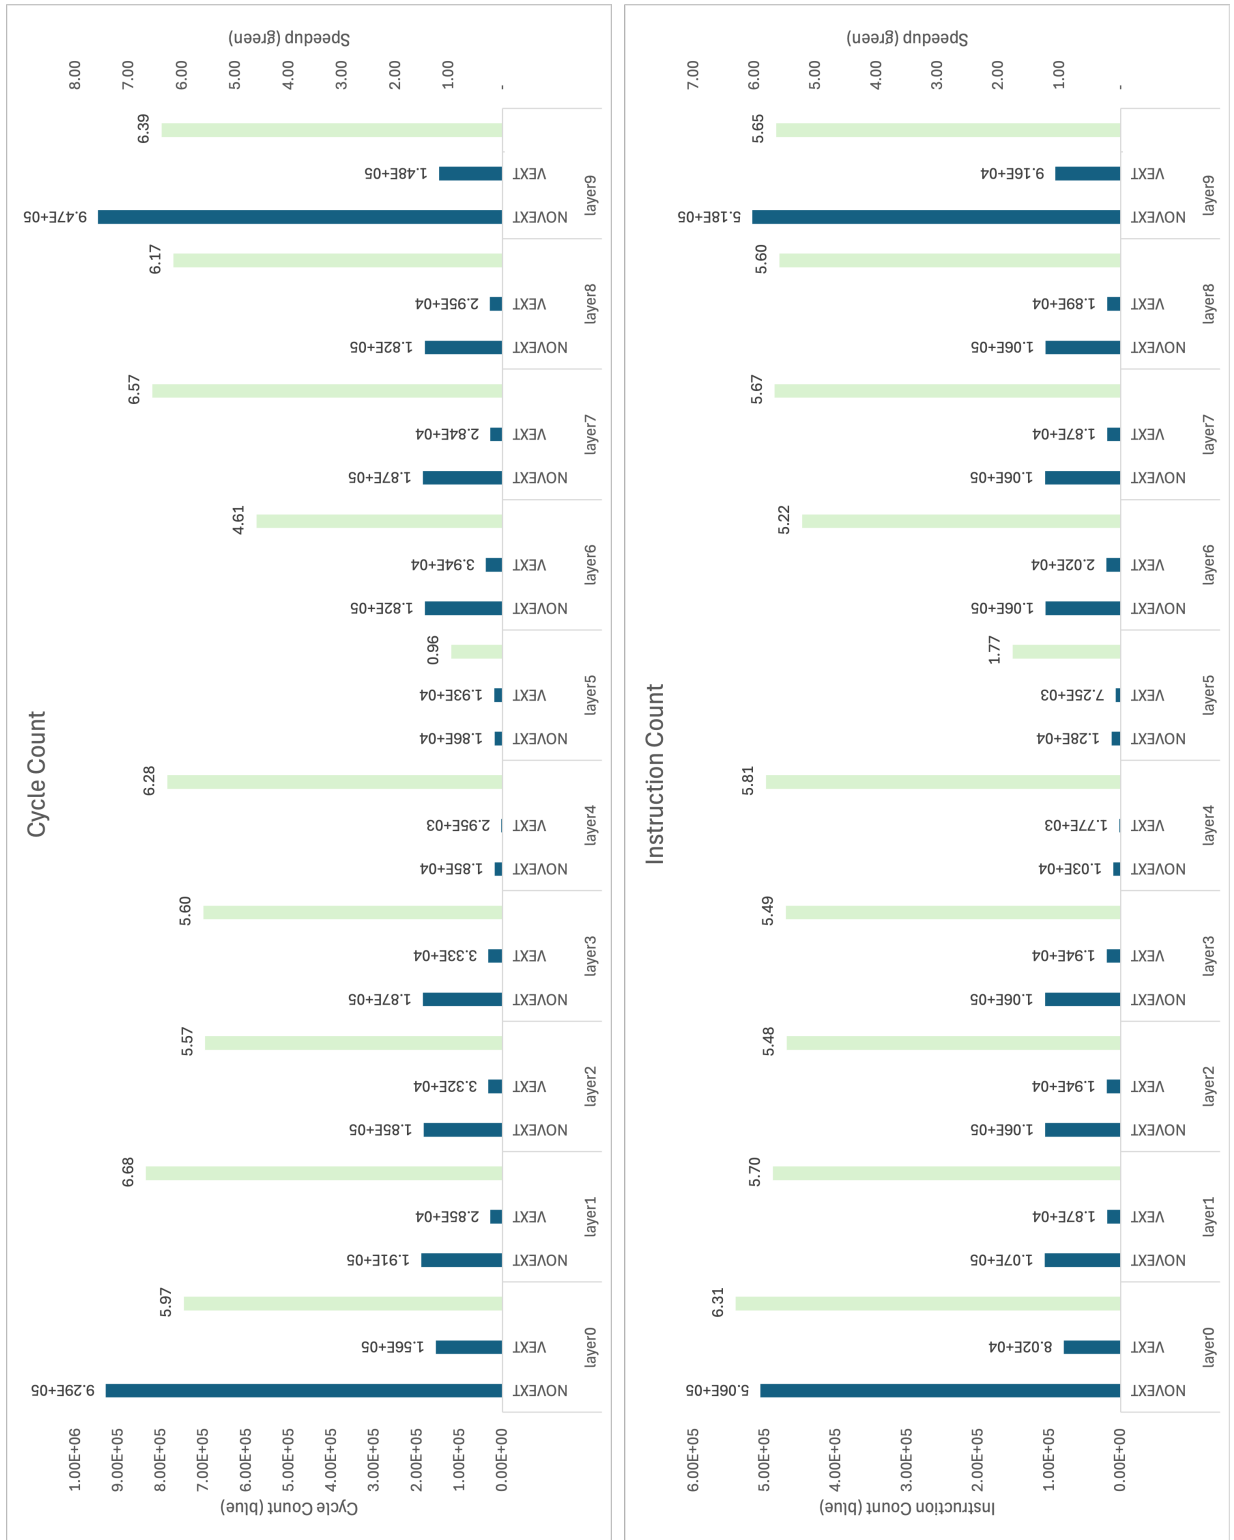 Cycle Count
Cycle Count (blue)
1.00E+06
9.00E+05
8.00E+05
7.00E+05
6.00E+05
5.00E+05
4.00E+05
3.00E+05
2.00E+05
1.00E+05
0.00E+00
9.29E+05
1.56E+05
5.97
1.91E+05
2.85E+04
6.68
1.85E+05
3.32E+04
5.57
1.87E+05
3.33E+04
5.60
1.85E+04
2.95E+03
6.28
1.86E+04
1.93E+04
0.96
1.82E+05
3.94E+04
4.61
1.87E+05
2.84E+04
6.57
1.82E+05
2.95E+04
6.17
9.47E+05
1.48E+05
6.39
NOVEXT VEXT NOVEXT VEXT NOVEXT VEXT NOVEXT VEXT NOVEXT VEXT NOVEXT VEXT NOVEXT VEXT NOVEXT VEXT NOVEXT VEXT NOVEXT VEXT
layer0 layer1 layer2 layer3 layer4 layer5 layer6 layer7 layer8 layer9
8.00
7.00
6.00
5.00
4.00
3.00
2.00
1.00
-
Speedup (green)
Instruction Count
Instruction Count (blue)
6.00E+05
5.00E+05
4.00E+05
3.00E+05
2.00E+05
1.00E+05
0.00E+00
5.06E+05
8.02E+04
6.31
1.07E+05
1.87E+04
5.70
1.06E+05
1.94E+04
5.48
1.06E+05
1.94E+04
5.49
1.03E+04
1.77E+03
5.81
1.28E+04
7.25E+03
1.77
1.06E+05
2.02E+04
5.22
1.06E+05
1.87E+04
5.67
1.06E+05
1.89E+04
5.60
5.18E+05
9.16E+04
5.65
NOVEXT VEXT NOVEXT VEXT NOVEXT VEXT NOVEXT VEXT NOVEXT VEXT NOVEXT VEXT NOVEXT VEXT NOVEXT VEXT NOVEXT VEXT NOVEXT VEXT
layer0 layer1 layer2 layer3 layer4 layer5 layer6 layer7 layer8 layer9
7.00
6.00
5.00
4.00
3.00
2.00
1.00
-
Speedup (green)